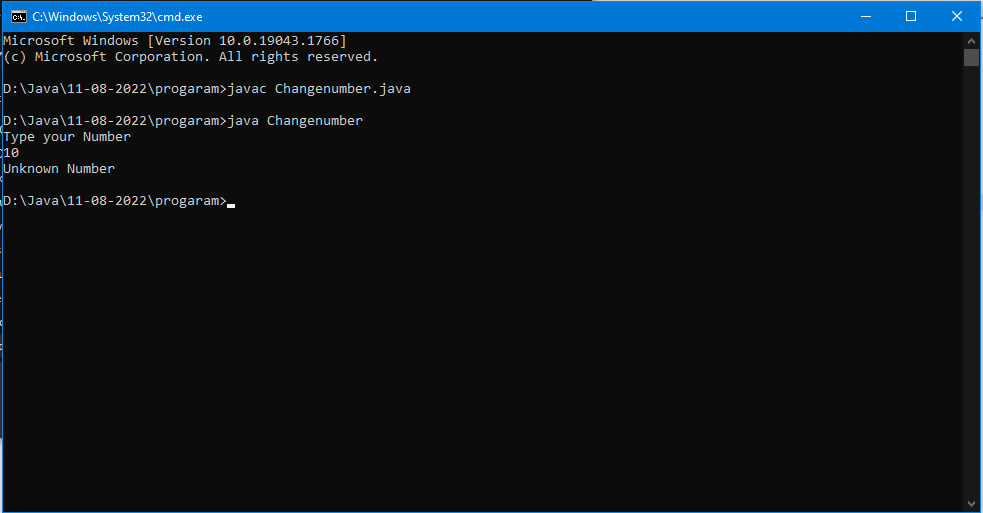 C:\Windows\System32\cmd.exe
Microsoft Windows [Version 10.0.19043.1766]
(c) Microsoft Corporation. All rights reserved.
D:\Java\11-08-2022\progaram>javac Changenumber.java
D:\Java\11-08-2022\progaram>java Changenumber
Type your Number
10
Unknown Number
D:\Java\11-08-2022\progaram>